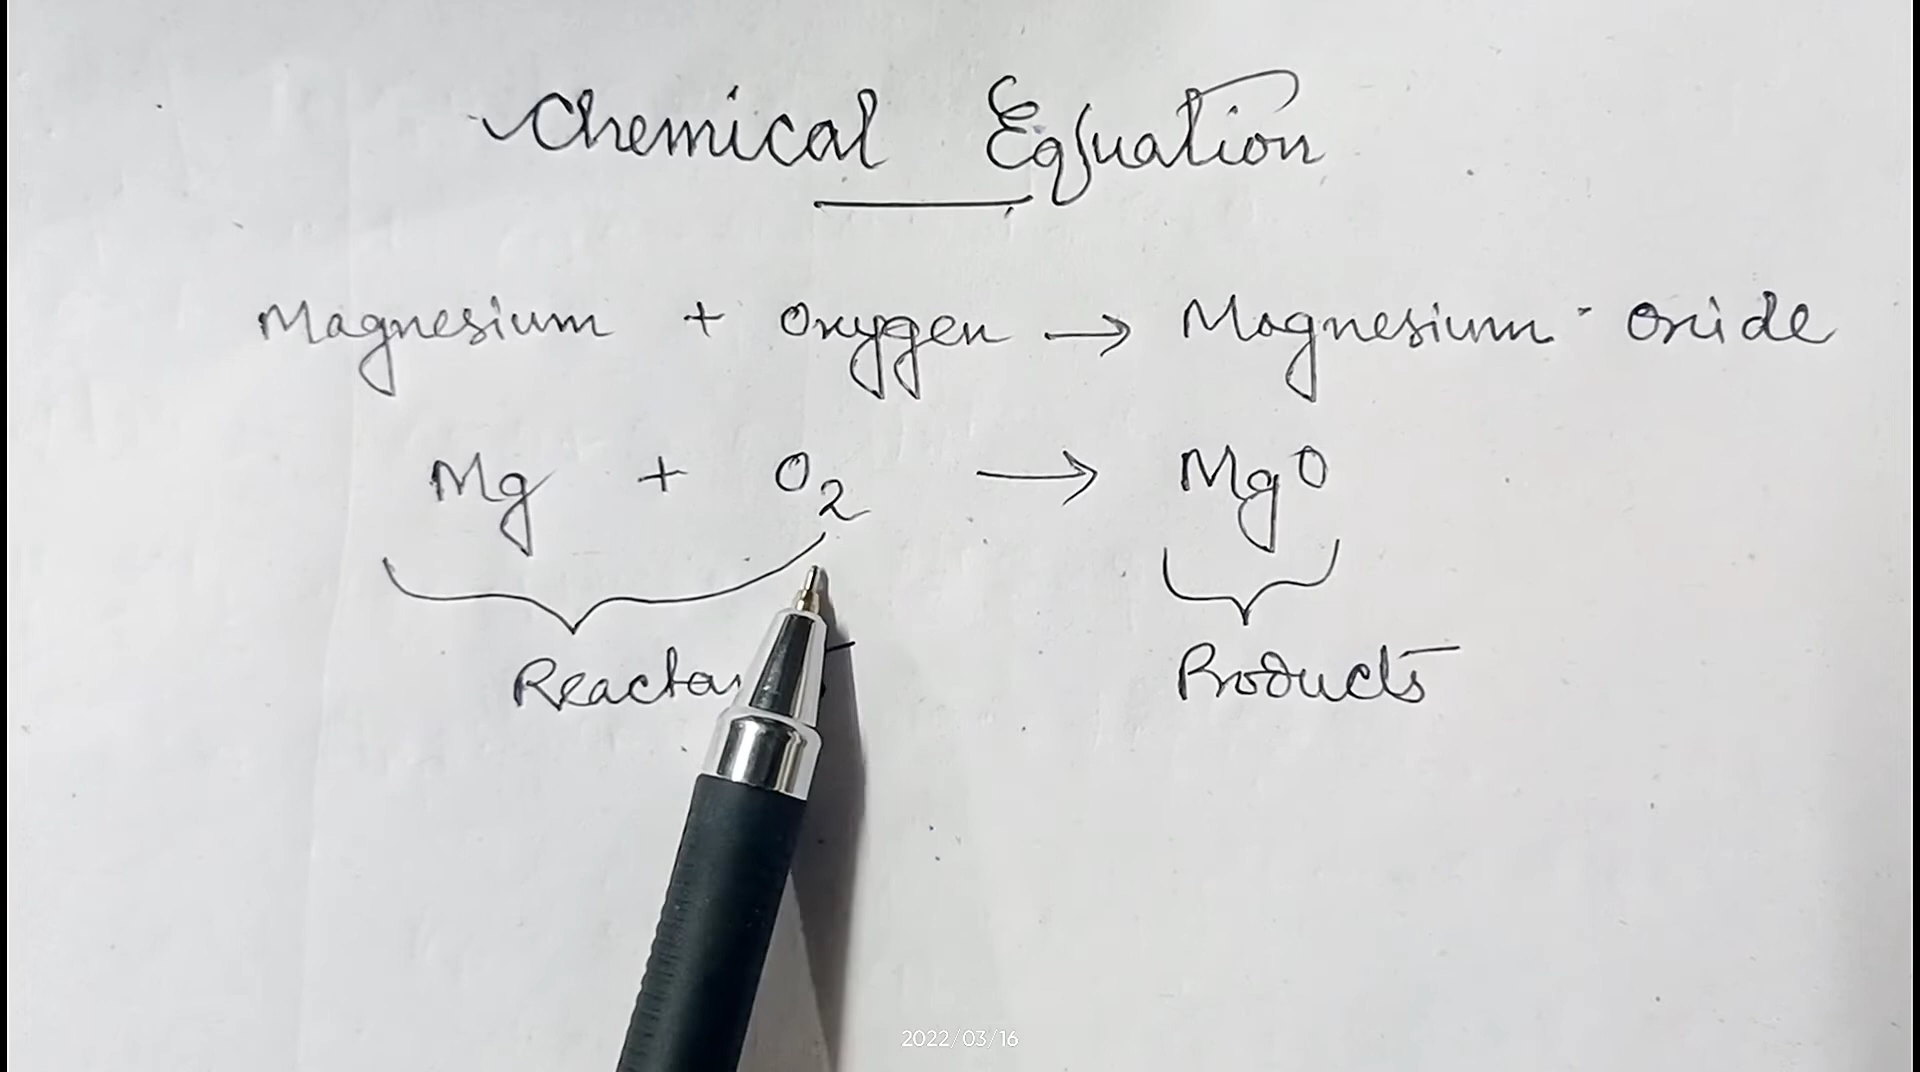 Chemical Equation
Magnesium + Oxygen → Magnesium oxide
Mg + O₂ → MgO
Products
2022/03/16